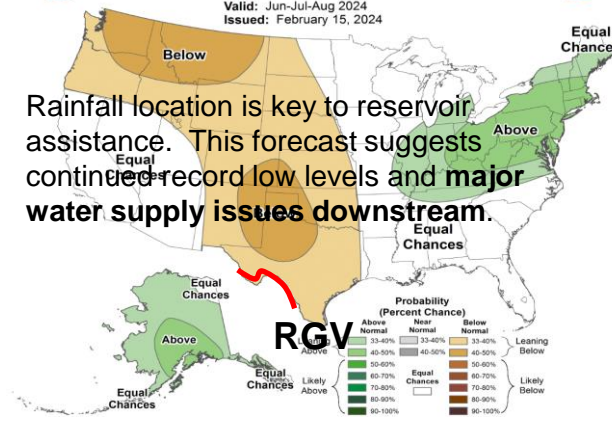 Valid: Jun-Jul-Aug 2024
Issued: February 15, 2024
Equal
Chances
Below
Above
Rainfall location is key to reservoir
assistance. This forecast suggests
continued record low levels and major
water supply issues downstream.
Equal
Chances
Below
Equal
Chances
RGV
Equal
Chances
Above
Equal
Chances
Equal
Chances
Probability
(Percent Chance)
Above Normal
Near Normal
Below Normal
Leaning Above
33-40% 33-40% 33-40%
40-50% 40-50% 40-50%
Leaning Below
Likely Above
50-60% 50-60%
60-70% 60-70%
70-80% 70-80%
80-90% 80-90%
90-100% 90-100%
Equal Chances
Likely Below